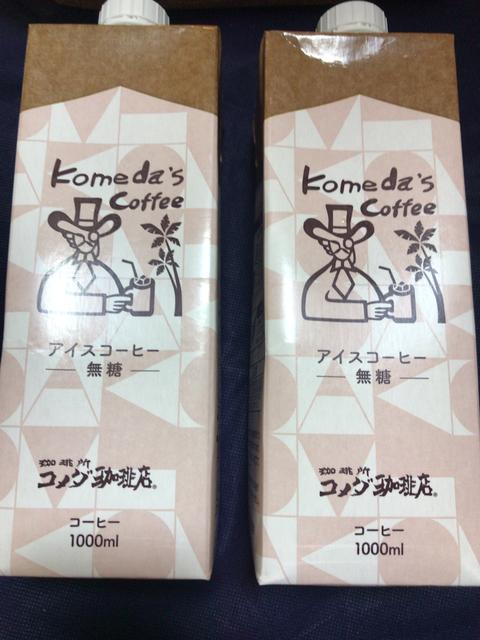 Komeda's
Coffee
アイスコーヒー
無糖
珈琲所
コメダ珈琲店®
コーヒー
1000ml
Komeda's
Coffee
アイスコーヒー
無糖
珈琲所
コメダ珈琲店®
コーヒー
1000ml